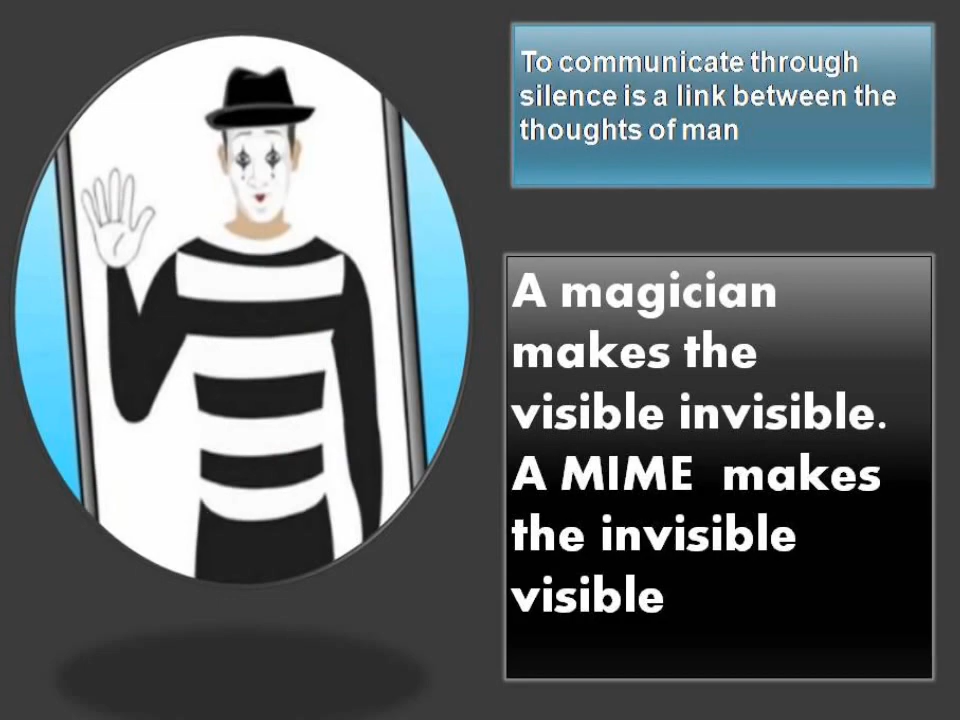 To communicate through
silence is a link between the
thoughts of man
A magician
makes the
visible invisible.
A MIME  makes
the invisible
visible